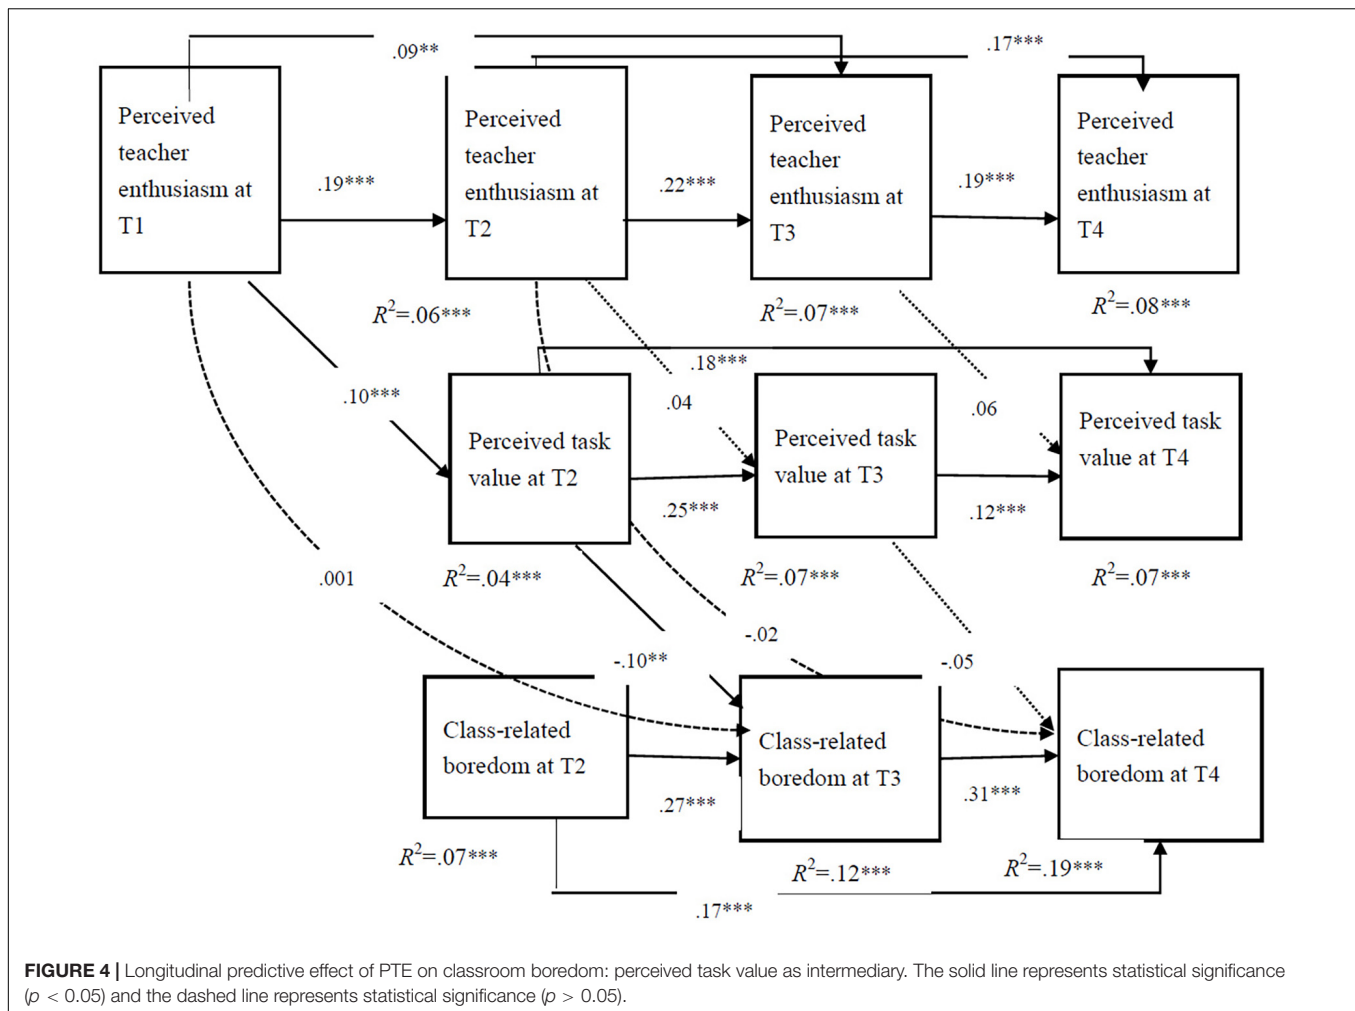 .09**
.17***
Perceived
teacher
enthusiasm at
T1
.19***
Perceived
teacher
enthusiasm at
T2
.22***
Perceived
teacher
enthusiasm at
T3
.19***
Perceived
teacher
enthusiasm at
T4
R²=.06***
R²=.07***
R²=.08***
.10***
.18***
.04
.06
Perceived task
value at T2
.25***
Perceived task
value at T3
.12***
Perceived task
value at T4
.001
R²=.04***
R²=.07***
R²=.07***
-.02
-.10**
-.05
Class-related
boredom at T2
.27***
Class-related
boredom at T3
.31***
Class-related
boredom at T4
R²=.07***
R²=.12***
R²=.19***
.17***
FIGURE 4 | Longitudinal predictive effect of PTE on classroom boredom: perceived task value as intermediary. The solid line represents statistical significance
(p < 0.05) and the dashed line represents statistical significance (p > 0.05).